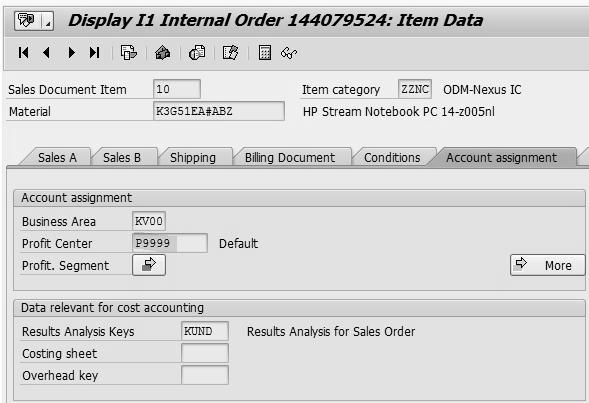 Display I1 Internal Order 144079524: Item Data
Sales Document Item 10 Item category ZZNC ODM-Nexus IC
Material K3G51EA#ABZ HP Stream Notebook PC 14-z005nl
Sales A Sales B Shipping Billing Document Conditions Account assignment
Account assignment
Business Area KV00
Profit Center P9999 Default
Profit. Segment More
Data relevant for cost accounting
Results Analysis Keys KUND Results Analysis for Sales Order
Costing sheet
Overhead key